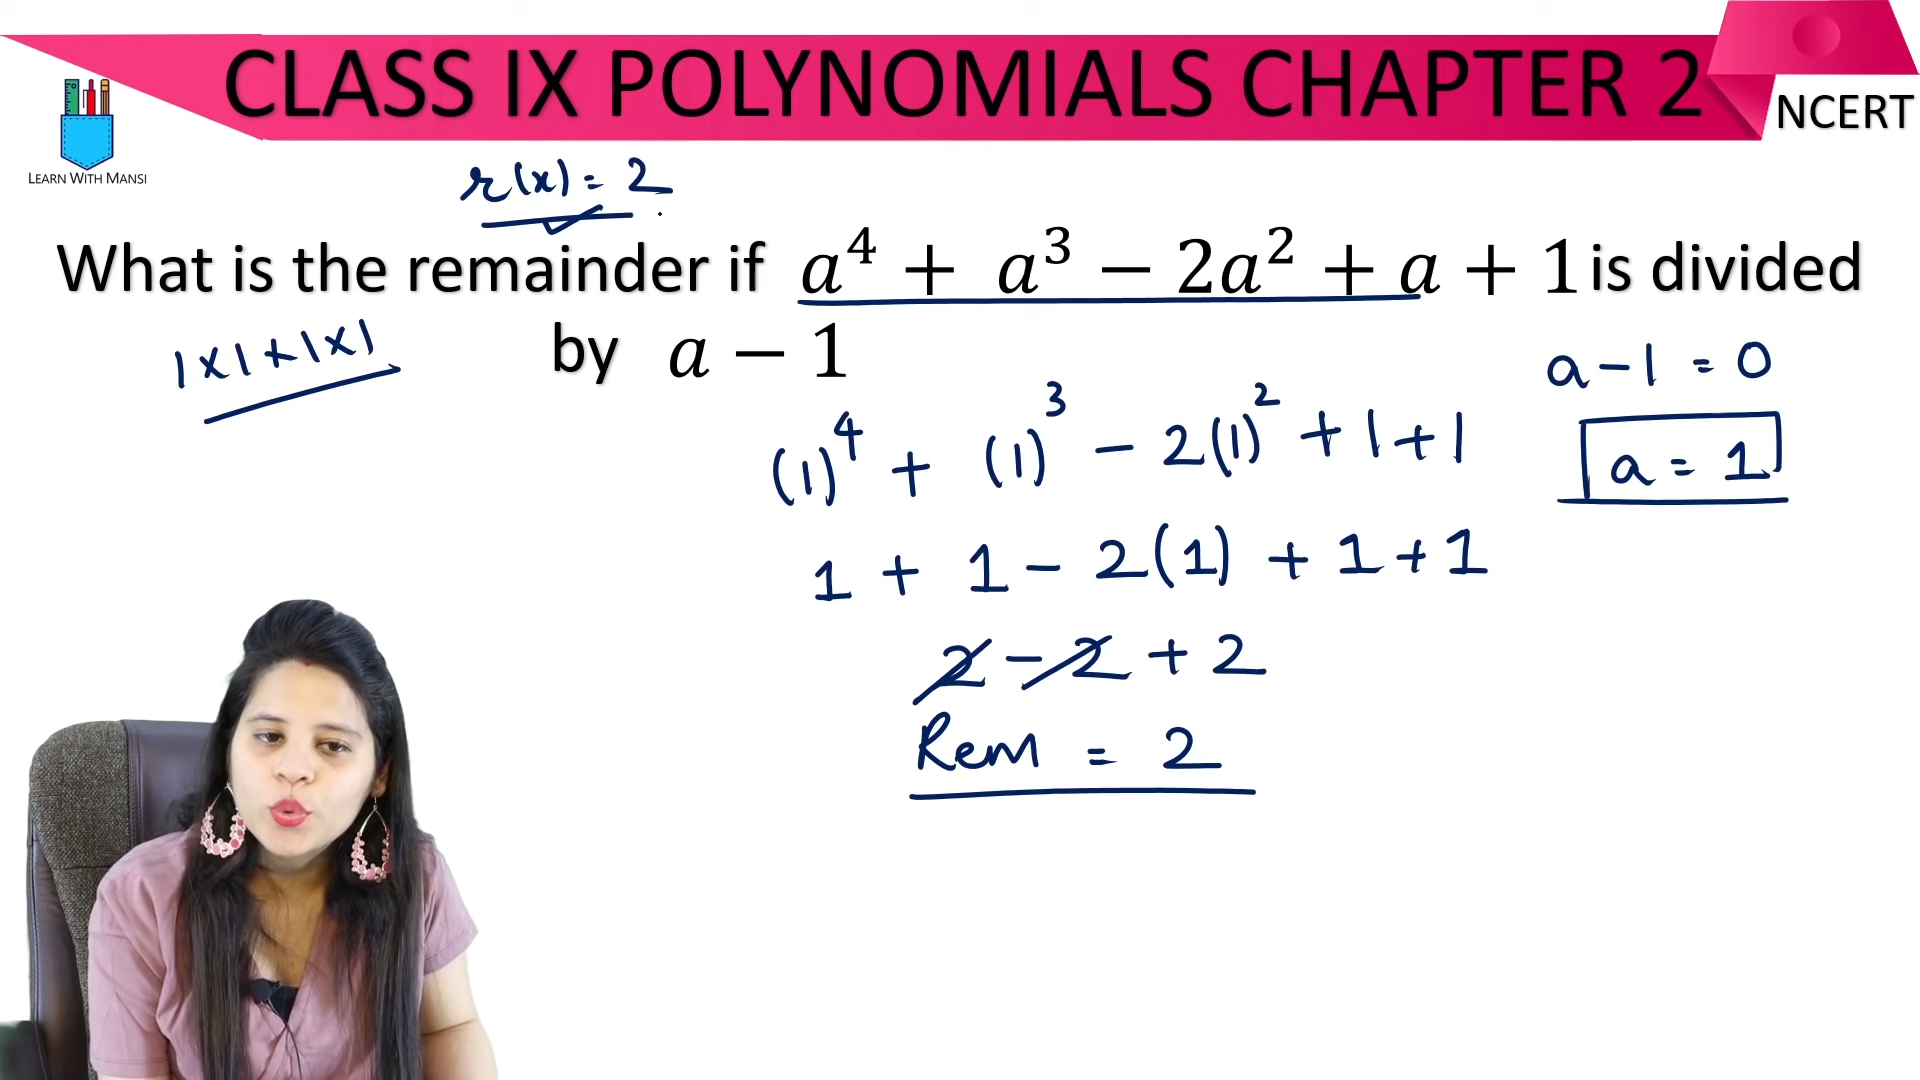 CLASS IX POLYNOMIALS CHAPTER 2
NCERT
LEARN WITH MANSI
r(x) = 2
What is the remainder if a⁴ + a³ − 2a² + a + 1 is divided
by a − 1
1×1+1×1
a − 1 = 0
a = 1
(1)⁴ + (1)³ − 2(1)² + 1 + 1
1 + 1 − 2(1) + 1 + 1
2 − 2 + 2
Rem = 2